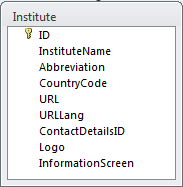 Institute
ID
InstituteName
Abbreviation
CountryCode
URL
URLLang
ContactDetailsID
Logo
InformationScreen